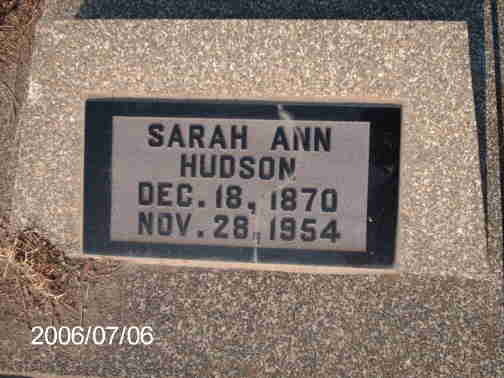 SARAH ANN
HUDSON
DEC. 18, 1870
NOV. 28, 1954
2006/07/06